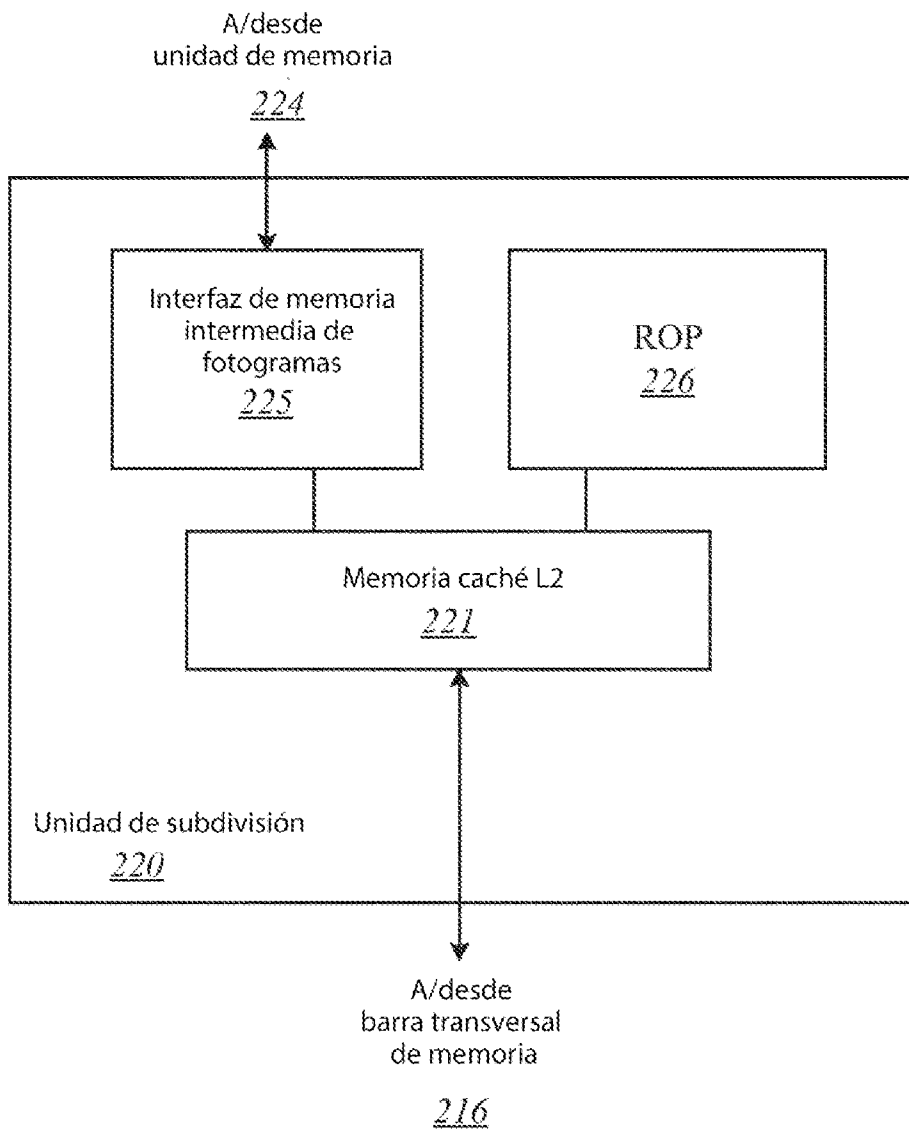 A/desde
unidad de memoria
224
Interfaz de memoria
intermedia de
fotogramas
225
ROP
226
Memoria caché L2
221
Unidad de subdivisión
220
A/desde
barra transversal
de memoria
216